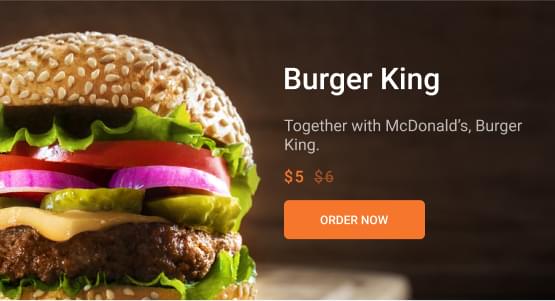 Burger King
Together with McDonald’s, Burger
King.
$5 $6
ORDER NOW